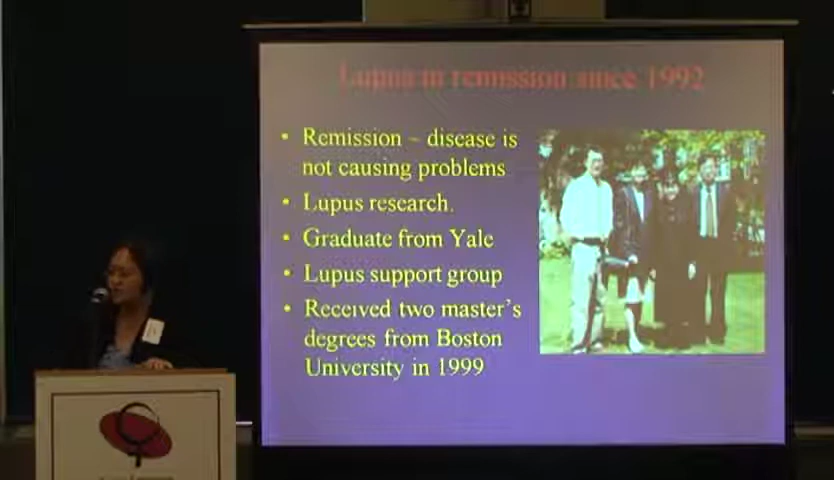 Lupus in remission since 1992
• Remission – disease is
not causing problems
• Lupus research.
• Graduate from Yale
• Lupus support group
• Received two master's
degrees from Boston
University in 1999